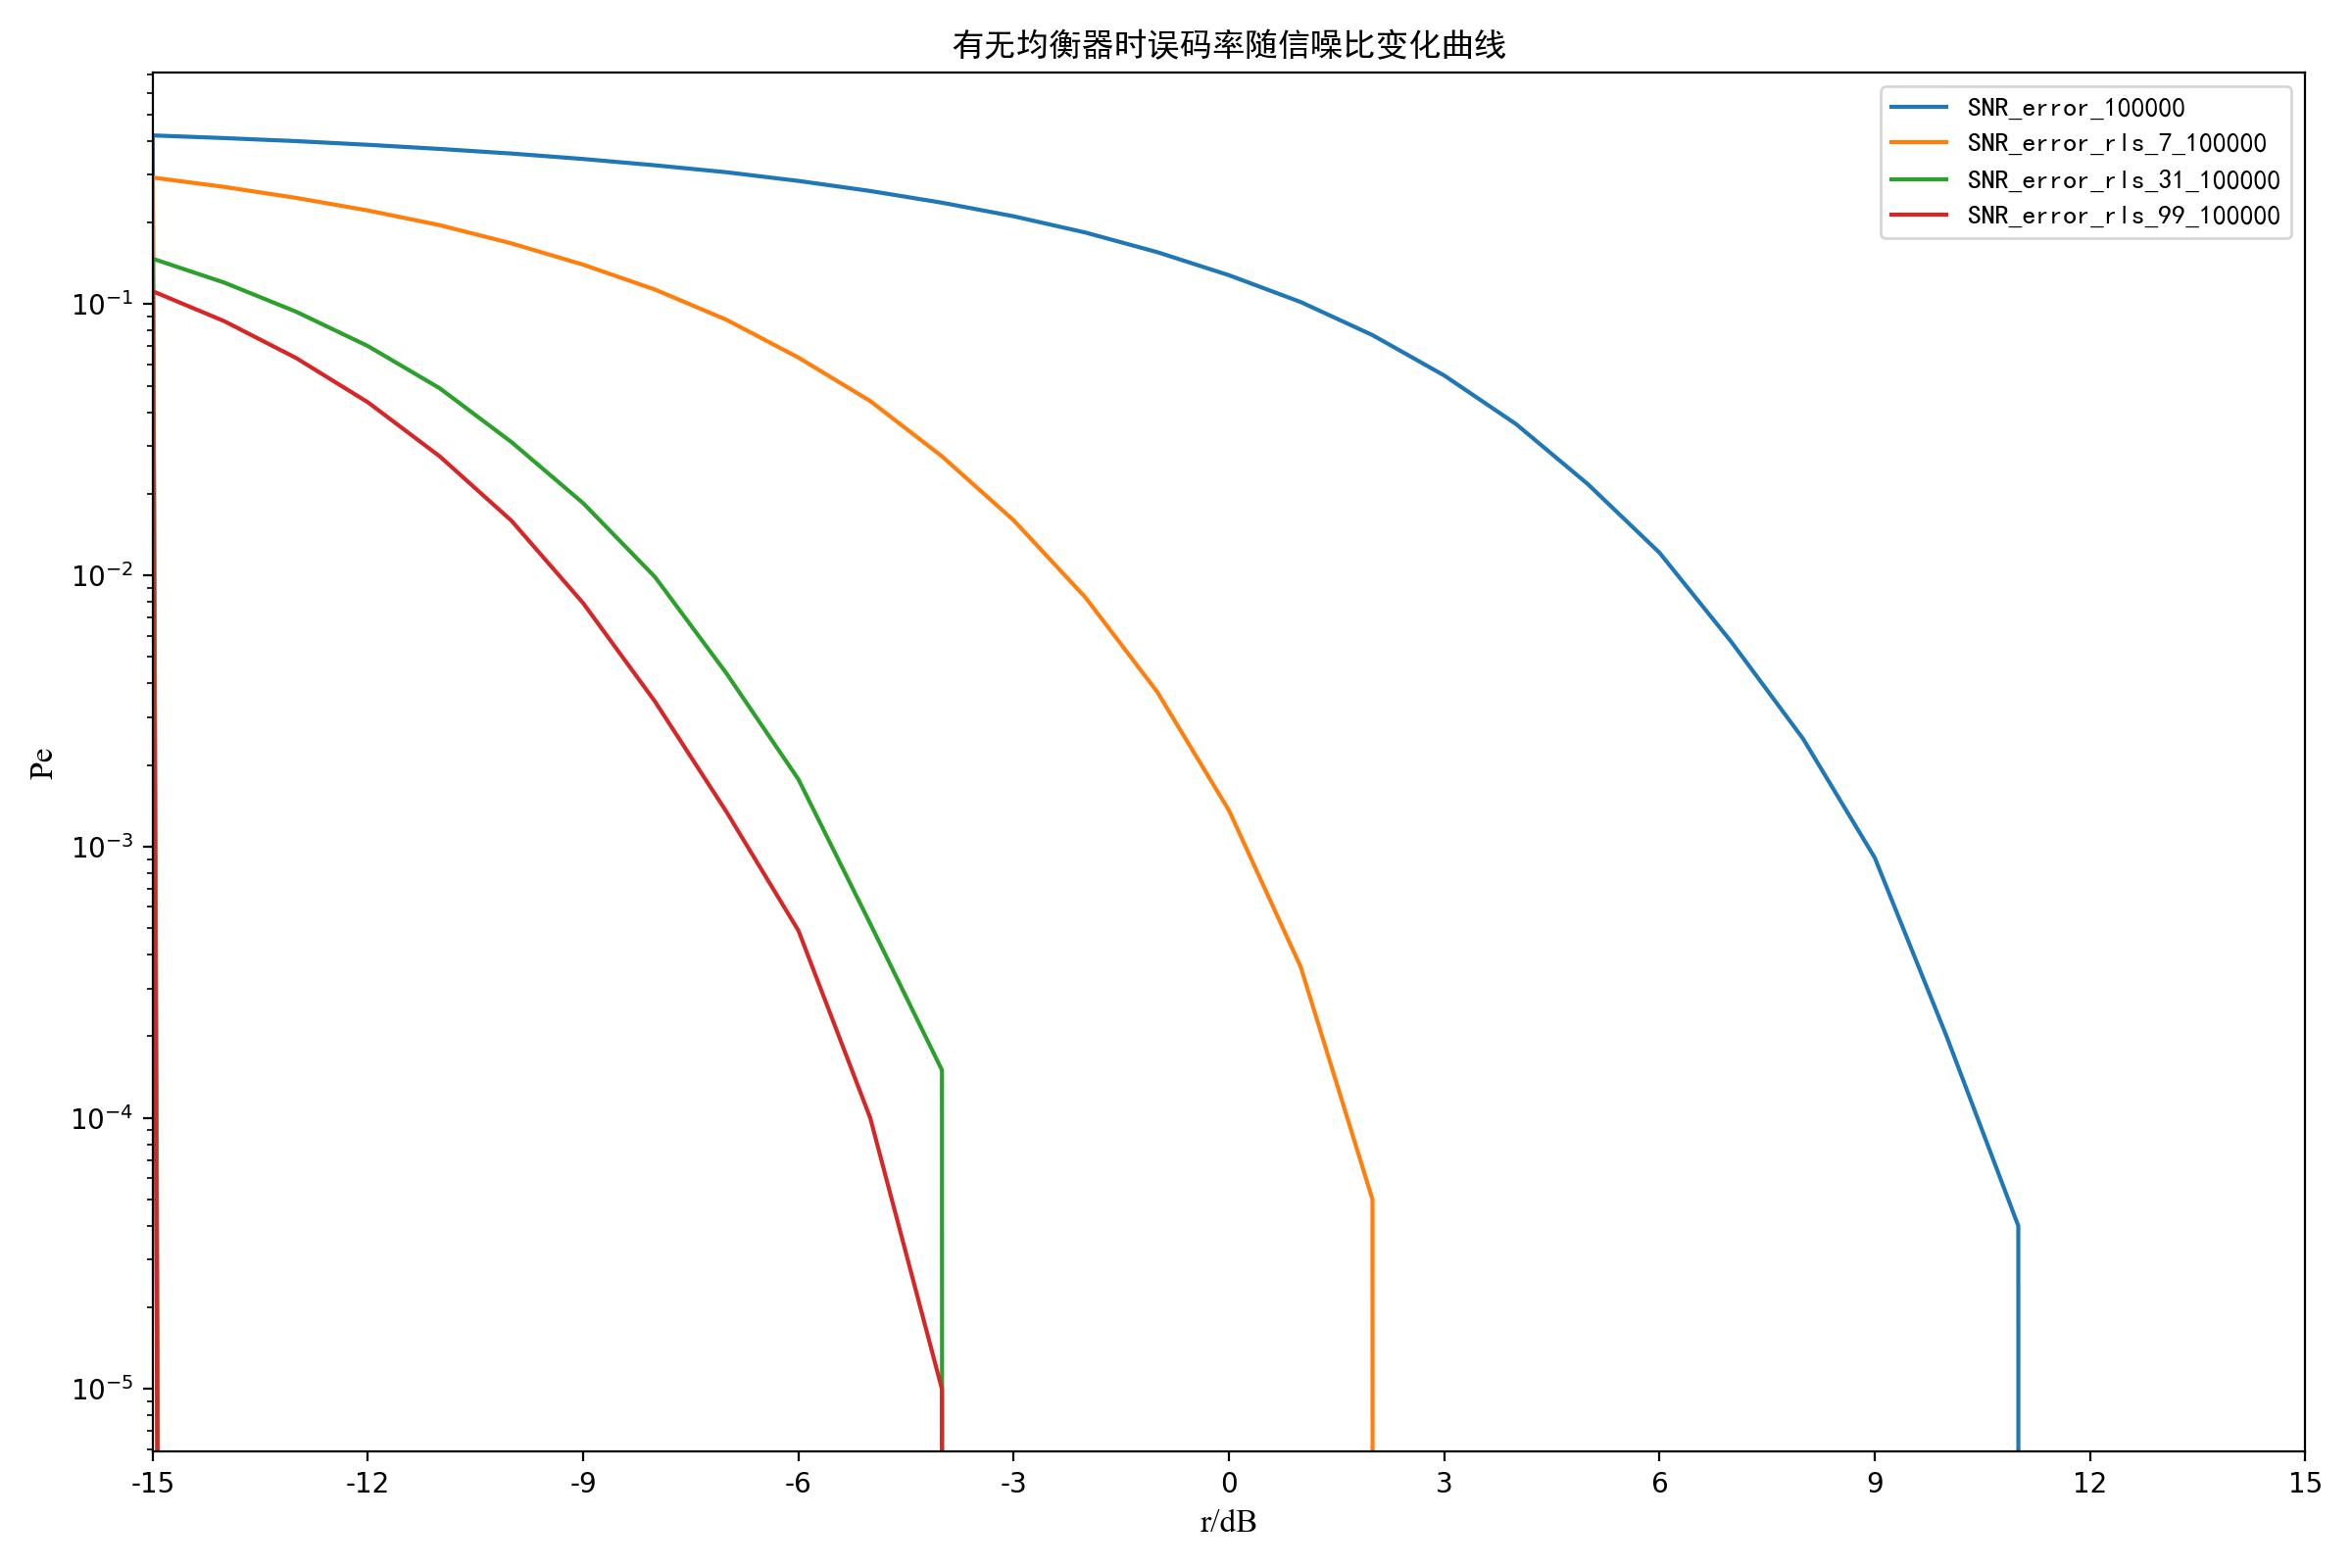 有无均衡器时误码率随信噪比变化曲线
SNR_error_100000
SNR_error_rls_7_100000
SNR_error_rls_31_100000
SNR_error_rls_99_100000
10⁻¹
10⁻²
10⁻³
10⁻⁴
10⁻⁵
Pe
-15 -12 -9 -6 -3 0 3 6 9 12 15
r/dB